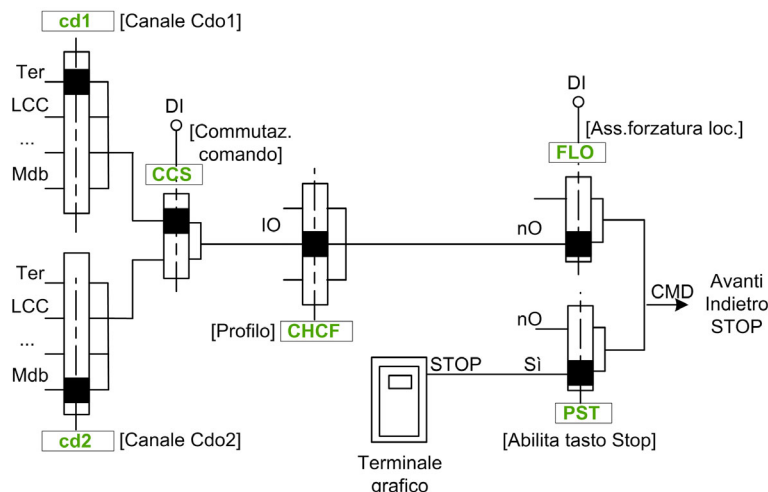 cd1 [Canale Cdo1]
Ter
LCC
...
Mdb
DI
[Commutaz.
comando]
CCS
Ter
LCC
...
Mdb
cd2 [Canale Cdo2]
IO
[Profilo] CHCF
DI
[Ass.forzatura loc.]
FLO
nO
nO
STOP Sì
PST
[Abilita tasto Stop]
Terminale
grafico
CMD
Avanti
Indietro
STOP